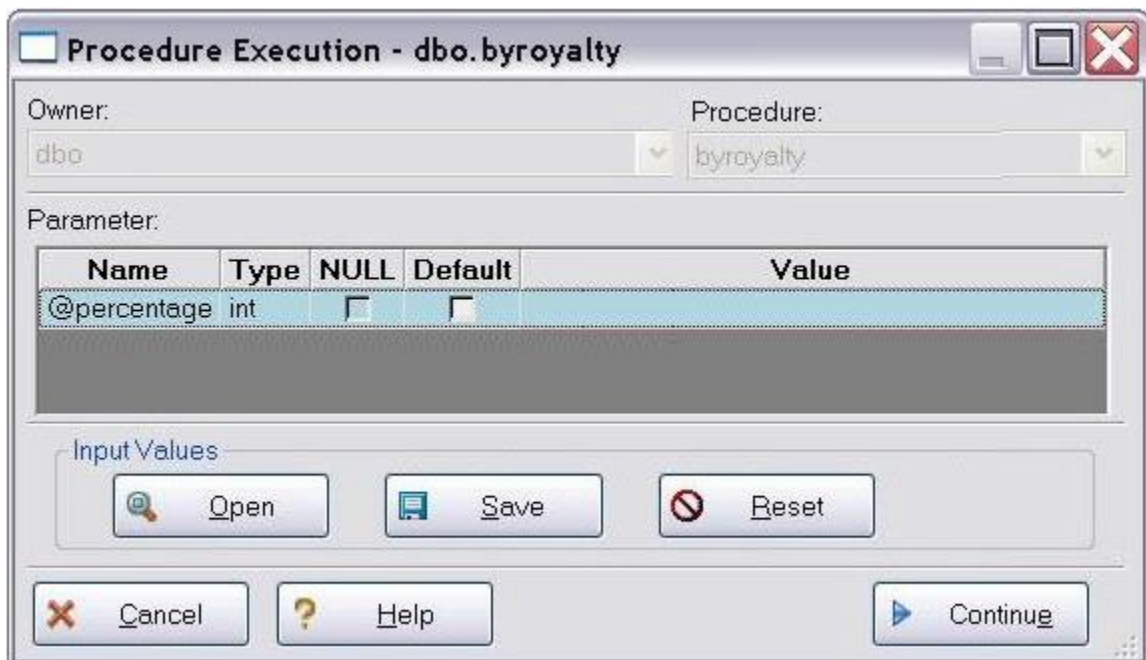 Procedure Execution - dbo.byroyalty
Owner: Procedure:
dbo byroyalty
Parameter:
Name Type NULL Default Value
@percentage int
Input Values
Open Save Reset
Cancel Help Continue